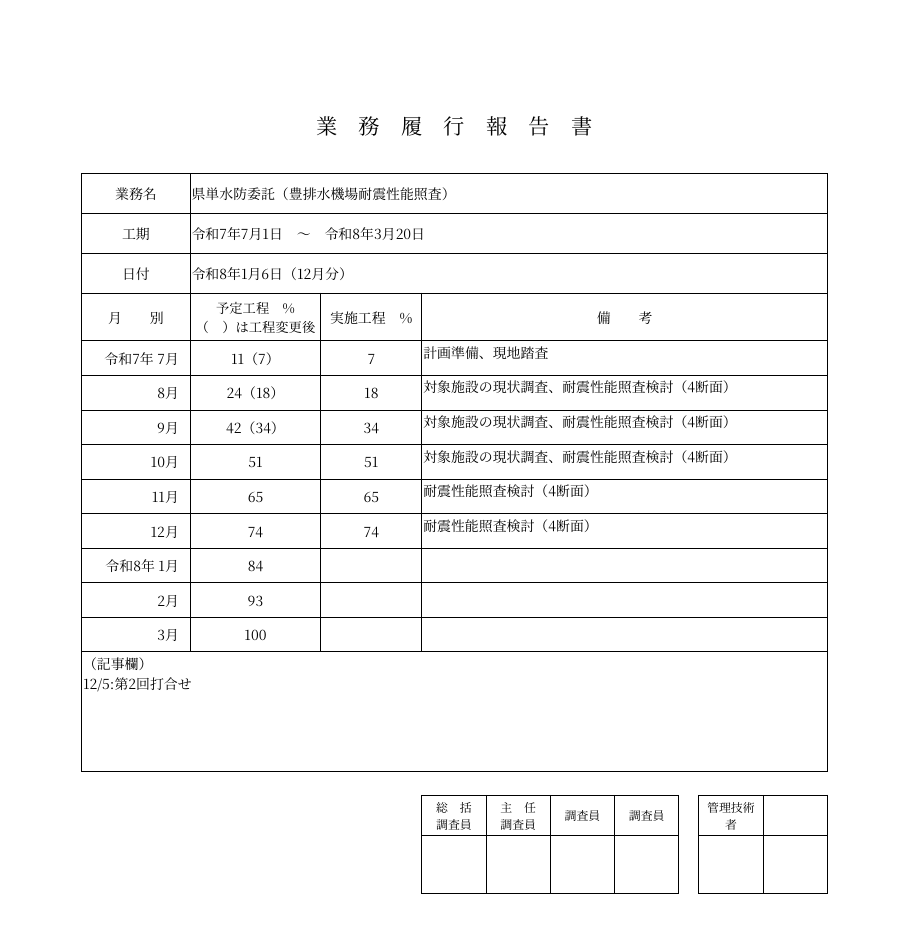 業　務　履　行　報　告　書
業務名　県単水防委託（豊排水機場耐震性能照査）
工期　令和7年7月1日　～　令和8年3月20日
日付　令和8年1月6日（12月分）
月　　別　予定工程　%　実施工程　%　備　　考
（　）は工程変更後
令和7年 7月　11（7）　7　計画準備、現地踏査
8月　24（18）　18　対象施設の現状調査、耐震性能照査検討（4断面）
9月　42（34）　34　対象施設の現状調査、耐震性能照査検討（4断面）
10月　51　51　対象施設の現状調査、耐震性能照査検討（4断面）
11月　65　65　耐震性能照査検討（4断面）
12月　74　74　耐震性能照査検討（4断面）
令和8年 1月　84
2月　93
3月　100
（記事欄）
12/5:第2回打合せ
総　括　主　任　調査員　調査員　管理技術
調査員　調査員　者